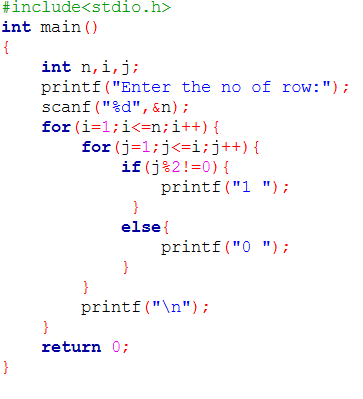 #include<stdio.h>
int main()
{
    int n,i,j;
    printf("Enter the no of row:");
    scanf("%d",&n);
    for(i=1;i<=n;i++){
        for(j=1;j<=i;j++){
            if(j%2!=0){
                printf("1 ");
             }
            else{
                printf("0 ");
            }
        }
        printf("\n");
    }
    return 0;
}